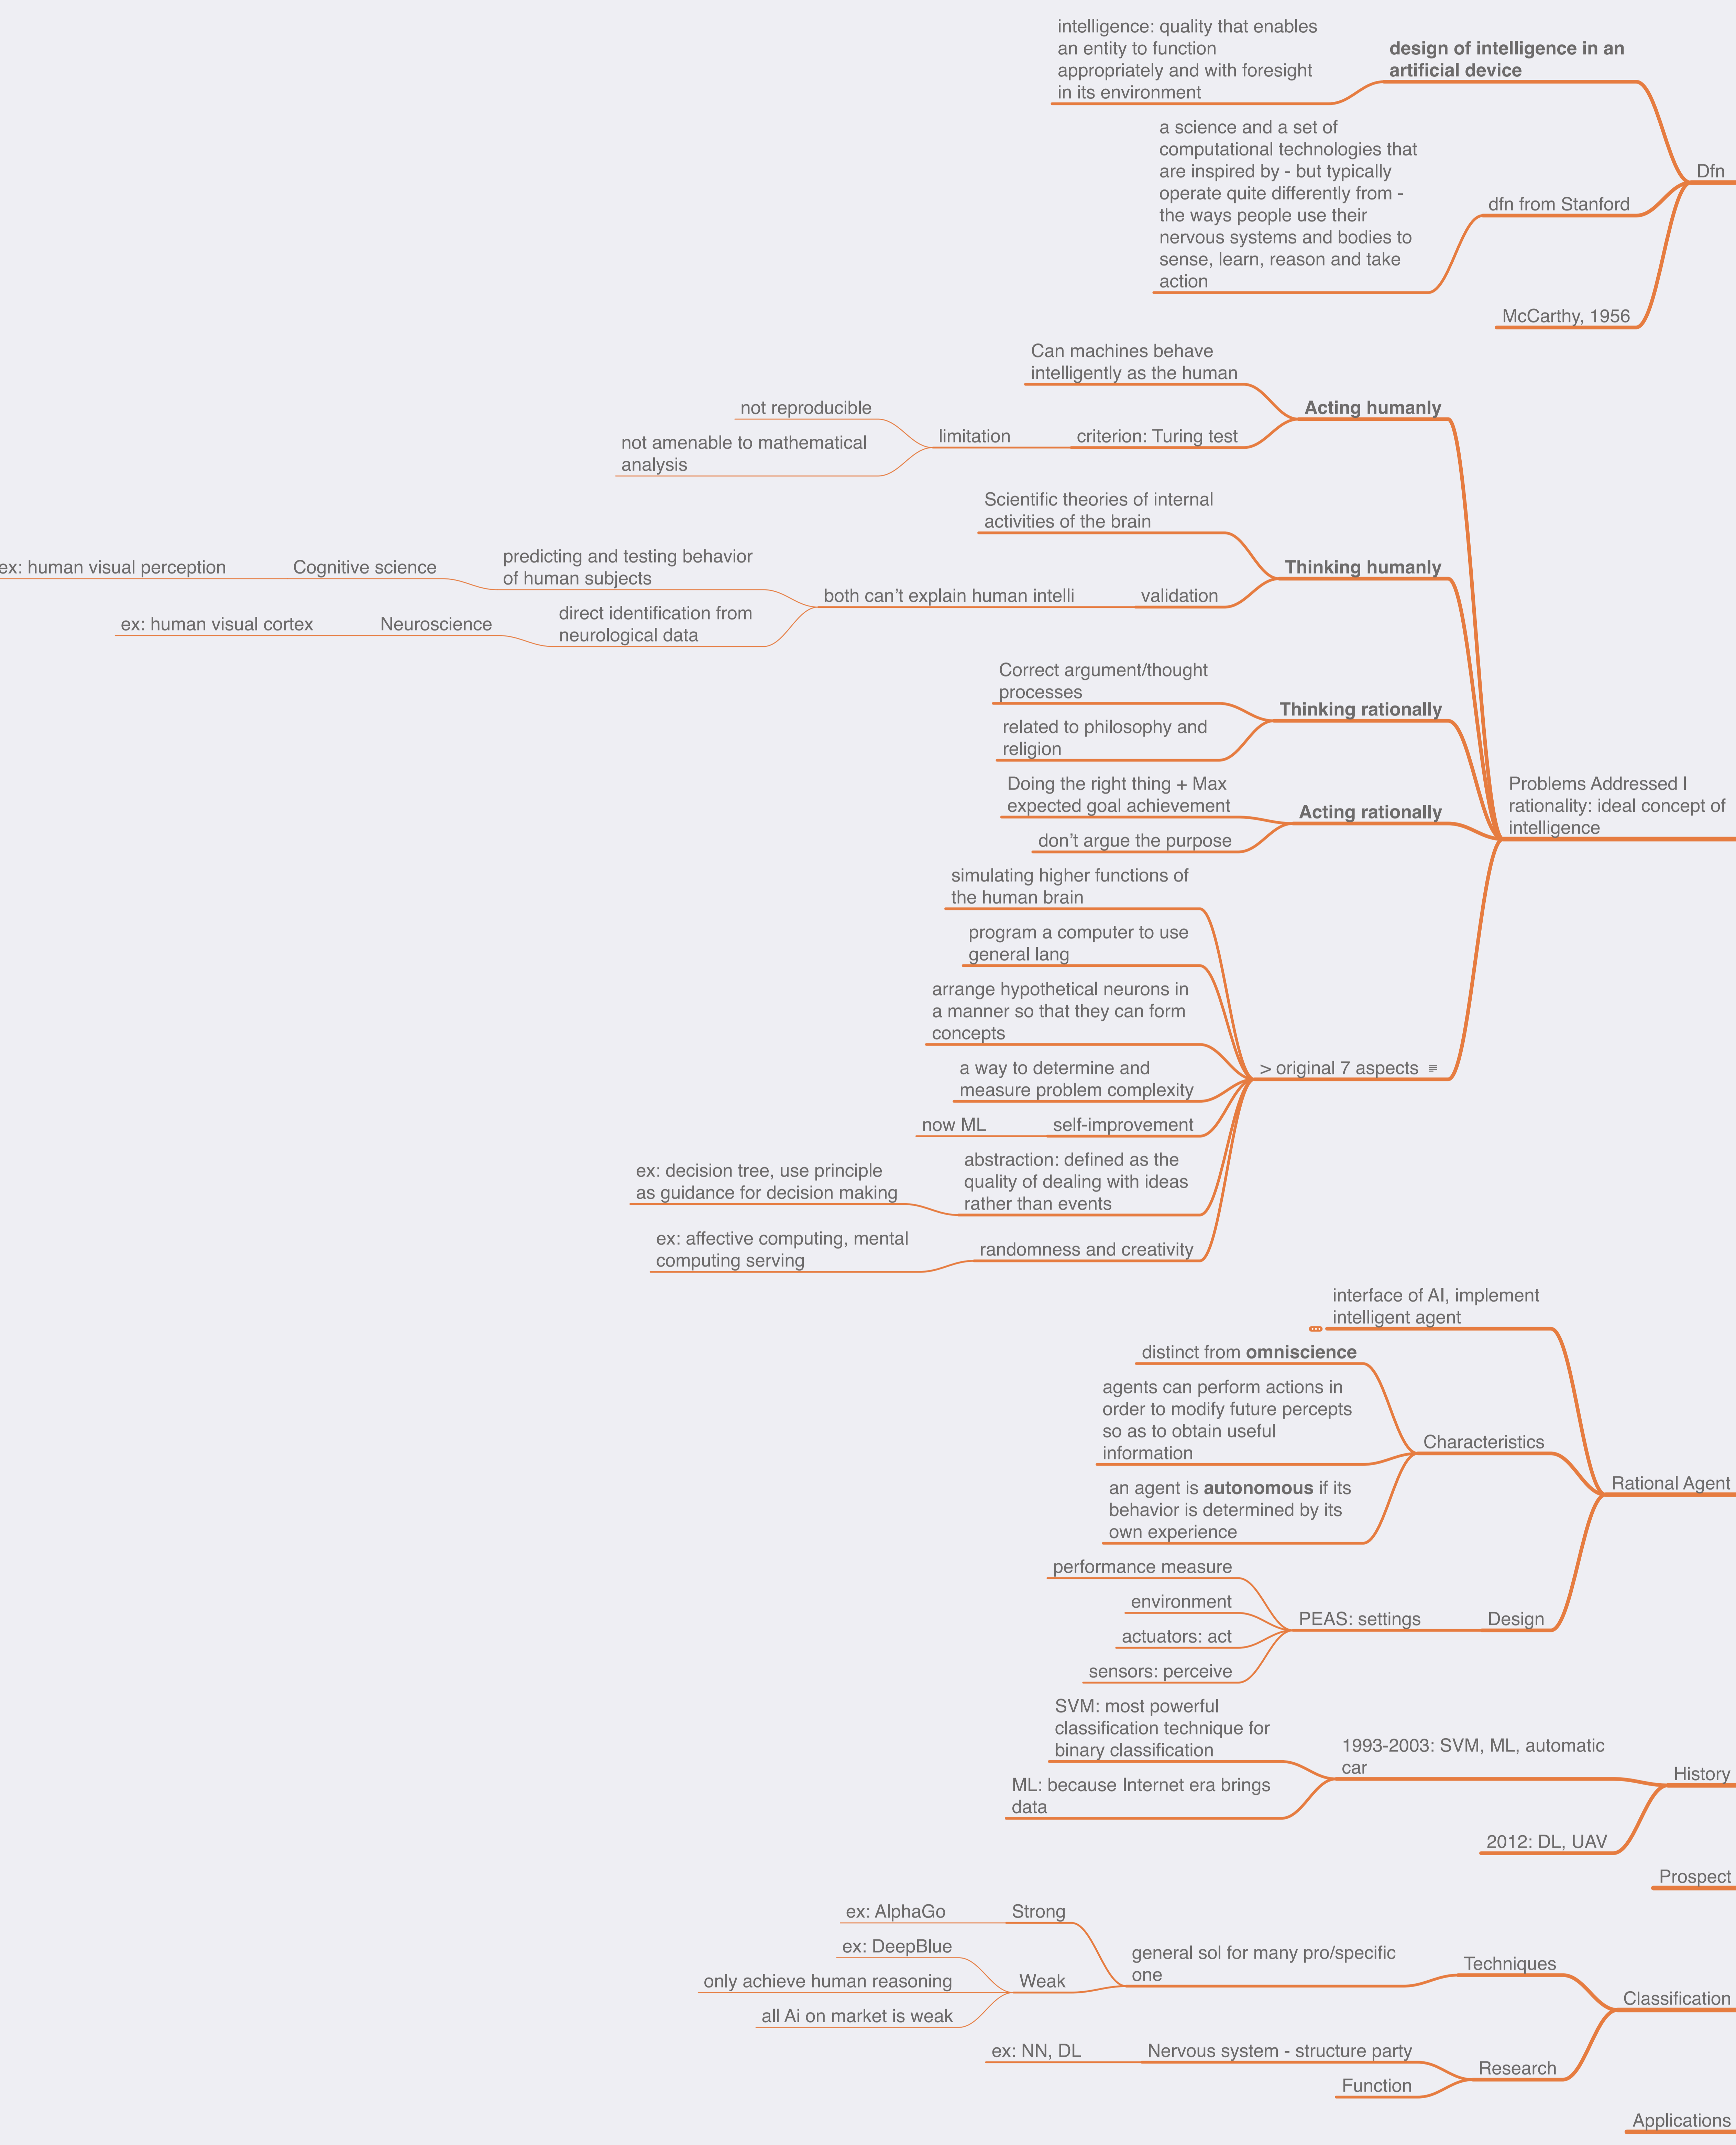 Dfn
design of intelligence in an
artificial device
intelligence: quality that enables
an entity to function
appropriately and with foresight
in its environment
dfn from Stanford
a science and a set of
computational technologies that
are inspired by - but typically
operate quite differently from -
the ways people use their
nervous systems and bodies to
sense, learn, reason and take
action
McCarthy, 1956
Problems Addressed I
rationality: ideal concept of
intelligence
Acting humanly
Can machines behave
intelligently as the human
criterion: Turing test
limitation
not reproducible
not amenable to mathematical
analysis
Thinking humanly
Scientific theories of internal
activities of the brain
validation
both can't explain human intelli
predicting and testing behavior
of human subjects
Cognitive science
ex: human visual perception
direct identification from
neurological data
Neuroscience
ex: human visual cortex
Thinking rationally
Correct argument/thought
processes
related to philosophy and
religion
Acting rationally
Doing the right thing + Max
expected goal achievement
don't argue the purpose
> original 7 aspects
simulating higher functions of
the human brain
program a computer to use
general lang
arrange hypothetical neurons in
a manner so that they can form
concepts
a way to determine and
measure problem complexity
self-improvement
now ML
abstraction: defined as the
quality of dealing with ideas
rather than events
ex: decision tree, use principle
as guidance for decision making
randomness and creativity
ex: affective computing, mental
computing serving
Rational Agent
interface of AI, implement
intelligent agent
Characteristics
distinct from omniscience
agents can perform actions in
order to modify future percepts
so as to obtain useful
information
an agent is autonomous if its
behavior is determined by its
own experience
Design
PEAS: settings
performance measure
environment
actuators: act
sensors: perceive
History
1993-2003: SVM, ML, automatic
car
SVM: most powerful
classification technique for
binary classification
ML: because Internet era brings
data
2012: DL, UAV
Prospect
Classification
Techniques
general sol for many pro/specific
one
Strong
ex: AlphaGo
Weak
ex: DeepBlue
only achieve human reasoning
all Ai on market is weak
Research
Nervous system - structure party
ex: NN, DL
Function
Applications